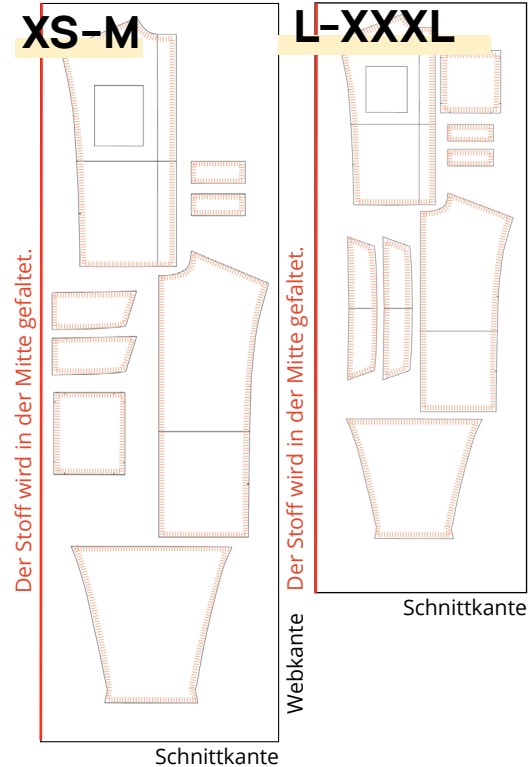 XS-M
L-XXXL
Der Stoff wird in der Mitte gefaltet.
Der Stoff wird in der Mitte gefaltet.
Webkante
Schnittkante
Schnittkante